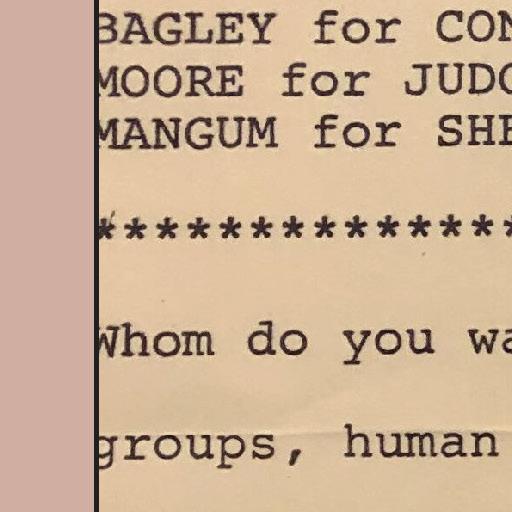 BAGLEY for CON
MOORE for JUDG
MANGUM for SHE
**************
Whom do you wa
groups, human